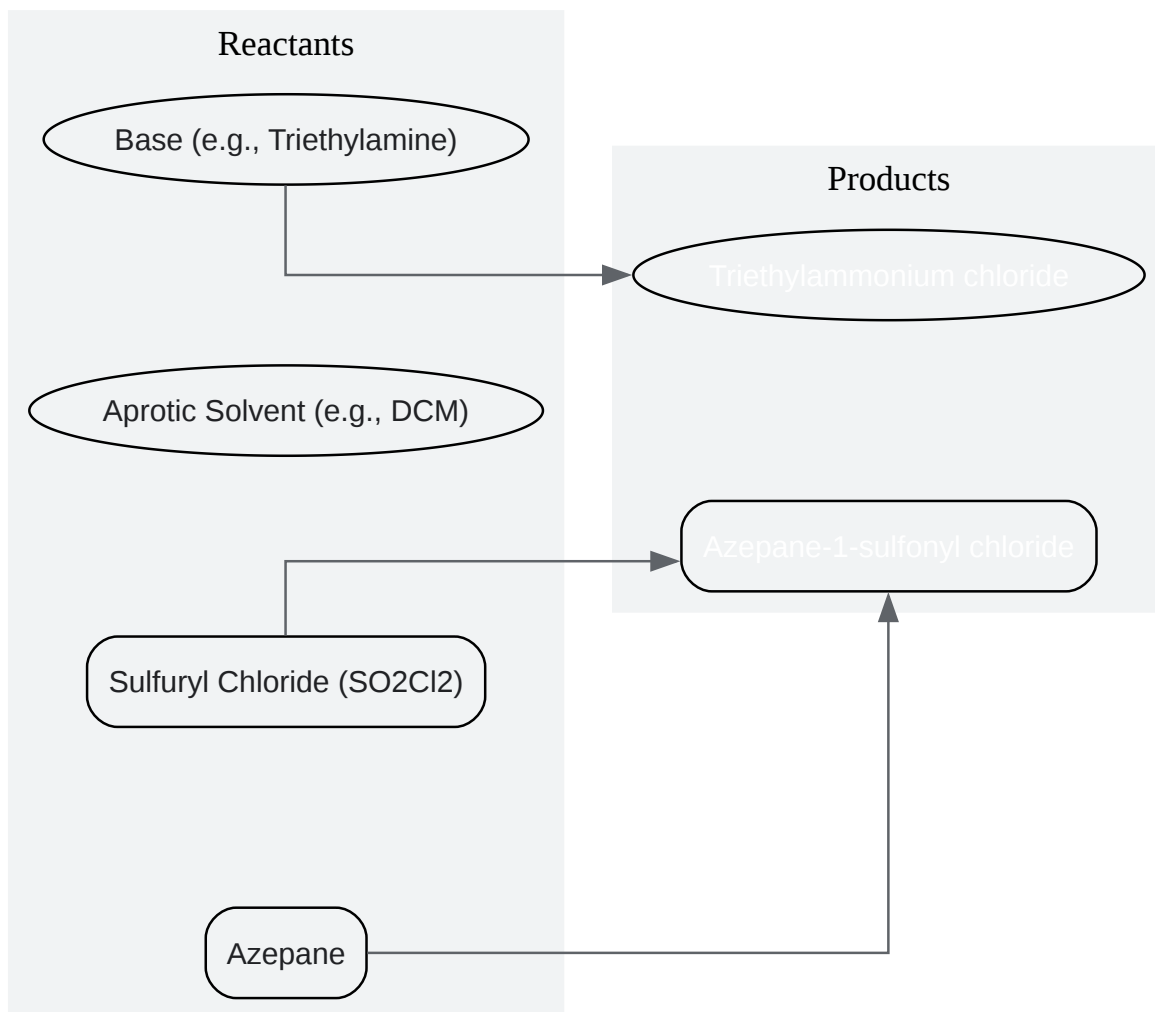 Reactants
Base (e.g., Triethylamine)
Aprotic Solvent (e.g., DCM)
Sulfuryl Chloride (SO2Cl2)
Azepane
Products
Triethylammonium chloride
Azepane-1-sulfonyl chloride